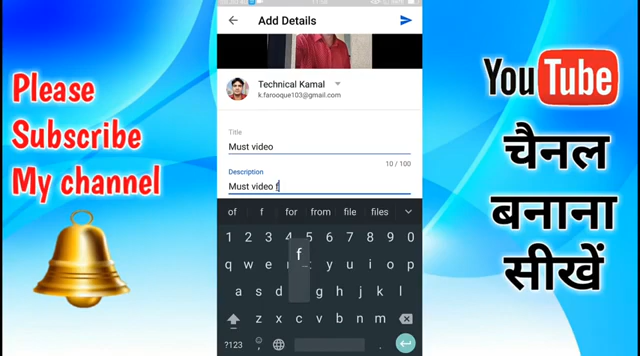 Please
Subscribe
My channel
Add Details
Technical Kamal
k.farooque103@gmail.com
Title
Must video
10 / 100
Description
Must video f
of f for from file files
1 2 3 4 5 6 7 8 9 0
f
q w e r t y u i o p
a s d g h j k l
z x c v b n m
?123 , .
YouTube
चैनल
बनाना
सीखें